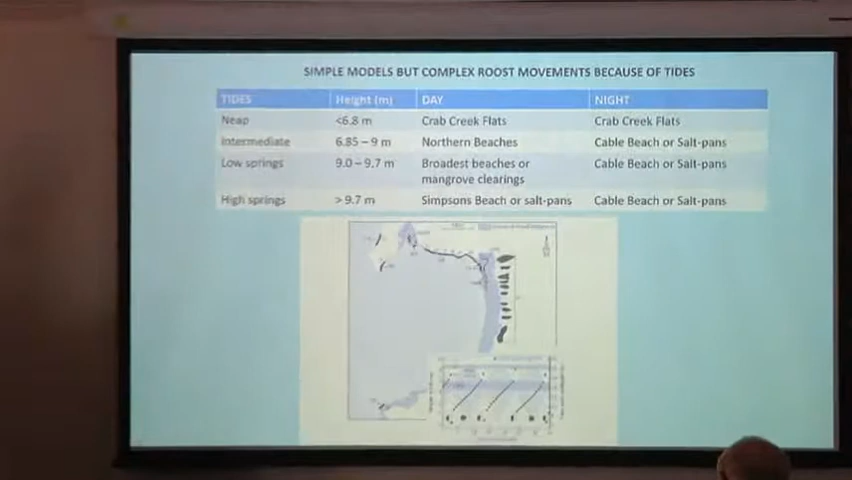 SIMPLE MODELS BUT COMPLEX ROOST MOVEMENTS BECAUSE OF TIDES
TIDES Height (m) DAY NIGHT
Neap <6.8 m Crab Creek Flats Crab Creek Flats
Intermediate 6.85 – 9 m Northern Beaches Cable Beach or Salt-pans
Low springs 9.0 – 9.7 m Broadest beaches or Cable Beach or Salt-pans
mangrove clearings
High springs > 9.7 m Simpsons Beach or salt-pans Cable Beach or Salt-pans